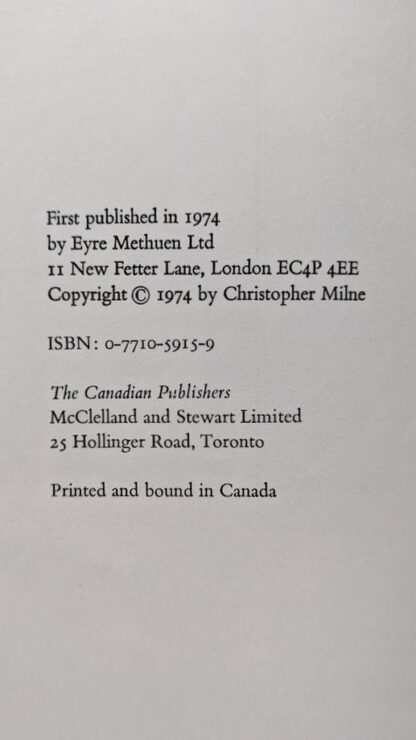 First published in 1974
by Eyre Methuen Ltd
11 New Fetter Lane, London EC4P 4EE
Copyright © 1974 by Christopher Milne
ISBN: 0-7710-5915-9
The Canadian Publishers
McClelland and Stewart Limited
25 Hollinger Road, Toronto
Printed and bound in Canada